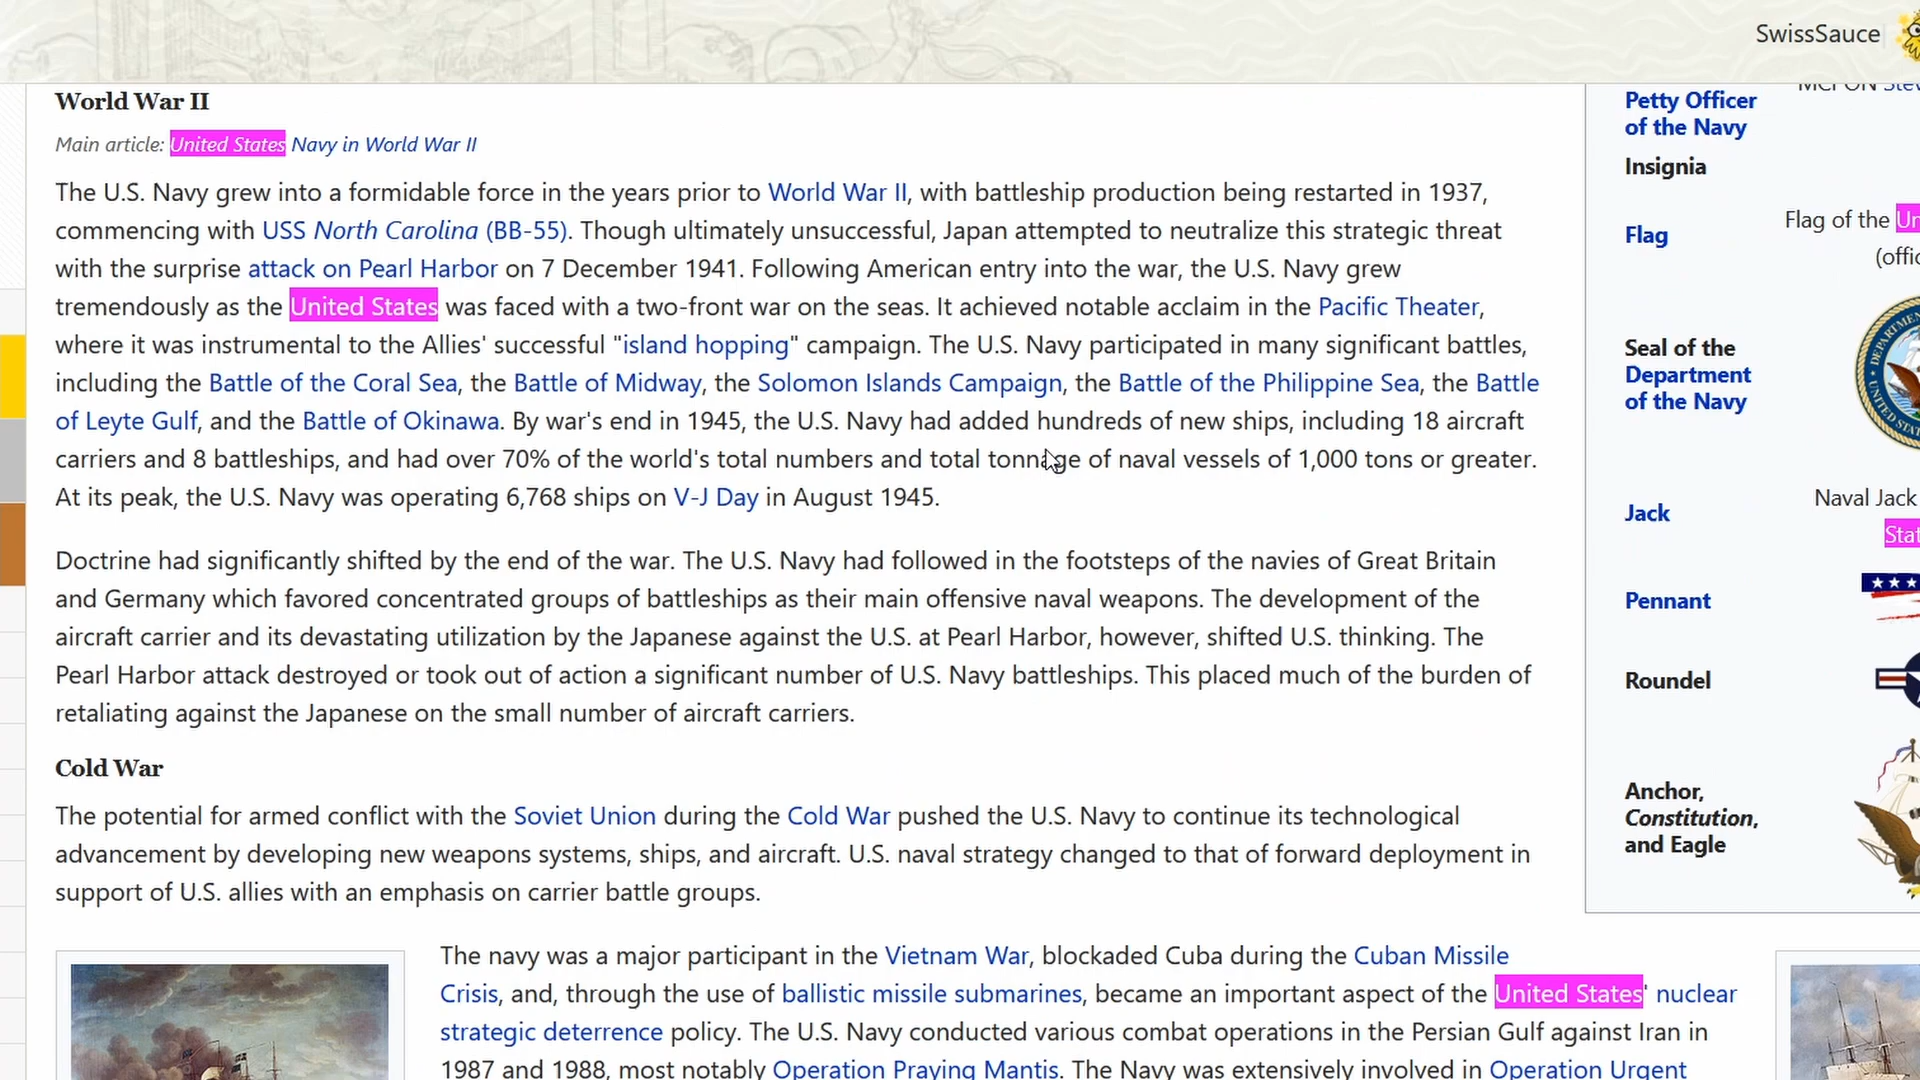 SwissSauce
World War II
Main article: United States Navy in World War II
The U.S. Navy grew into a formidable force in the years prior to World War II, with battleship production being restarted in 1937,
commencing with USS North Carolina (BB-55). Though ultimately unsuccessful, Japan attempted to neutralize this strategic threat
with the surprise attack on Pearl Harbor on 7 December 1941. Following American entry into the war, the U.S. Navy grew
tremendously as the United States was faced with a two-front war on the seas. It achieved notable acclaim in the Pacific Theater,
where it was instrumental to the Allies' successful "island hopping" campaign. The U.S. Navy participated in many significant battles,
including the Battle of the Coral Sea, the Battle of Midway, the Solomon Islands Campaign, the Battle of the Philippine Sea, the Battle
of Leyte Gulf, and the Battle of Okinawa. By war's end in 1945, the U.S. Navy had added hundreds of new ships, including 18 aircraft
carriers and 8 battleships, and had over 70% of the world's total numbers and total tonnage of naval vessels of 1,000 tons or greater.
At its peak, the U.S. Navy was operating 6,768 ships on V-J Day in August 1945.
Doctrine had significantly shifted by the end of the war. The U.S. Navy had followed in the footsteps of the navies of Great Britain
and Germany which favored concentrated groups of battleships as their main offensive naval weapons. The development of the
aircraft carrier and its devastating utilization by the Japanese against the U.S. at Pearl Harbor, however, shifted U.S. thinking. The
Pearl Harbor attack destroyed or took out of action a significant number of U.S. Navy battleships. This placed much of the burden of
retaliating against the Japanese on the small number of aircraft carriers.
Cold War
The potential for armed conflict with the Soviet Union during the Cold War pushed the U.S. Navy to continue its technological
advancement by developing new weapons systems, ships, and aircraft. U.S. naval strategy changed to that of forward deployment in
support of U.S. allies with an emphasis on carrier battle groups.
The navy was a major participant in the Vietnam War, blockaded Cuba during the Cuban Missile
Crisis, and, through the use of ballistic missile submarines, became an important aspect of the United States' nuclear
strategic deterrence policy. The U.S. Navy conducted various combat operations in the Persian Gulf against Iran in
1987 and 1988, most notably Operation Praying Mantis. The Navy was extensively involved in Operation Urgent
Petty Officer
of the Navy
MCPON
Insignia
Flag
Flag of the
Seal of the
Department
of the Navy
Jack
Naval Jack
Pennant
Roundel
Anchor,
Constitution,
and Eagle